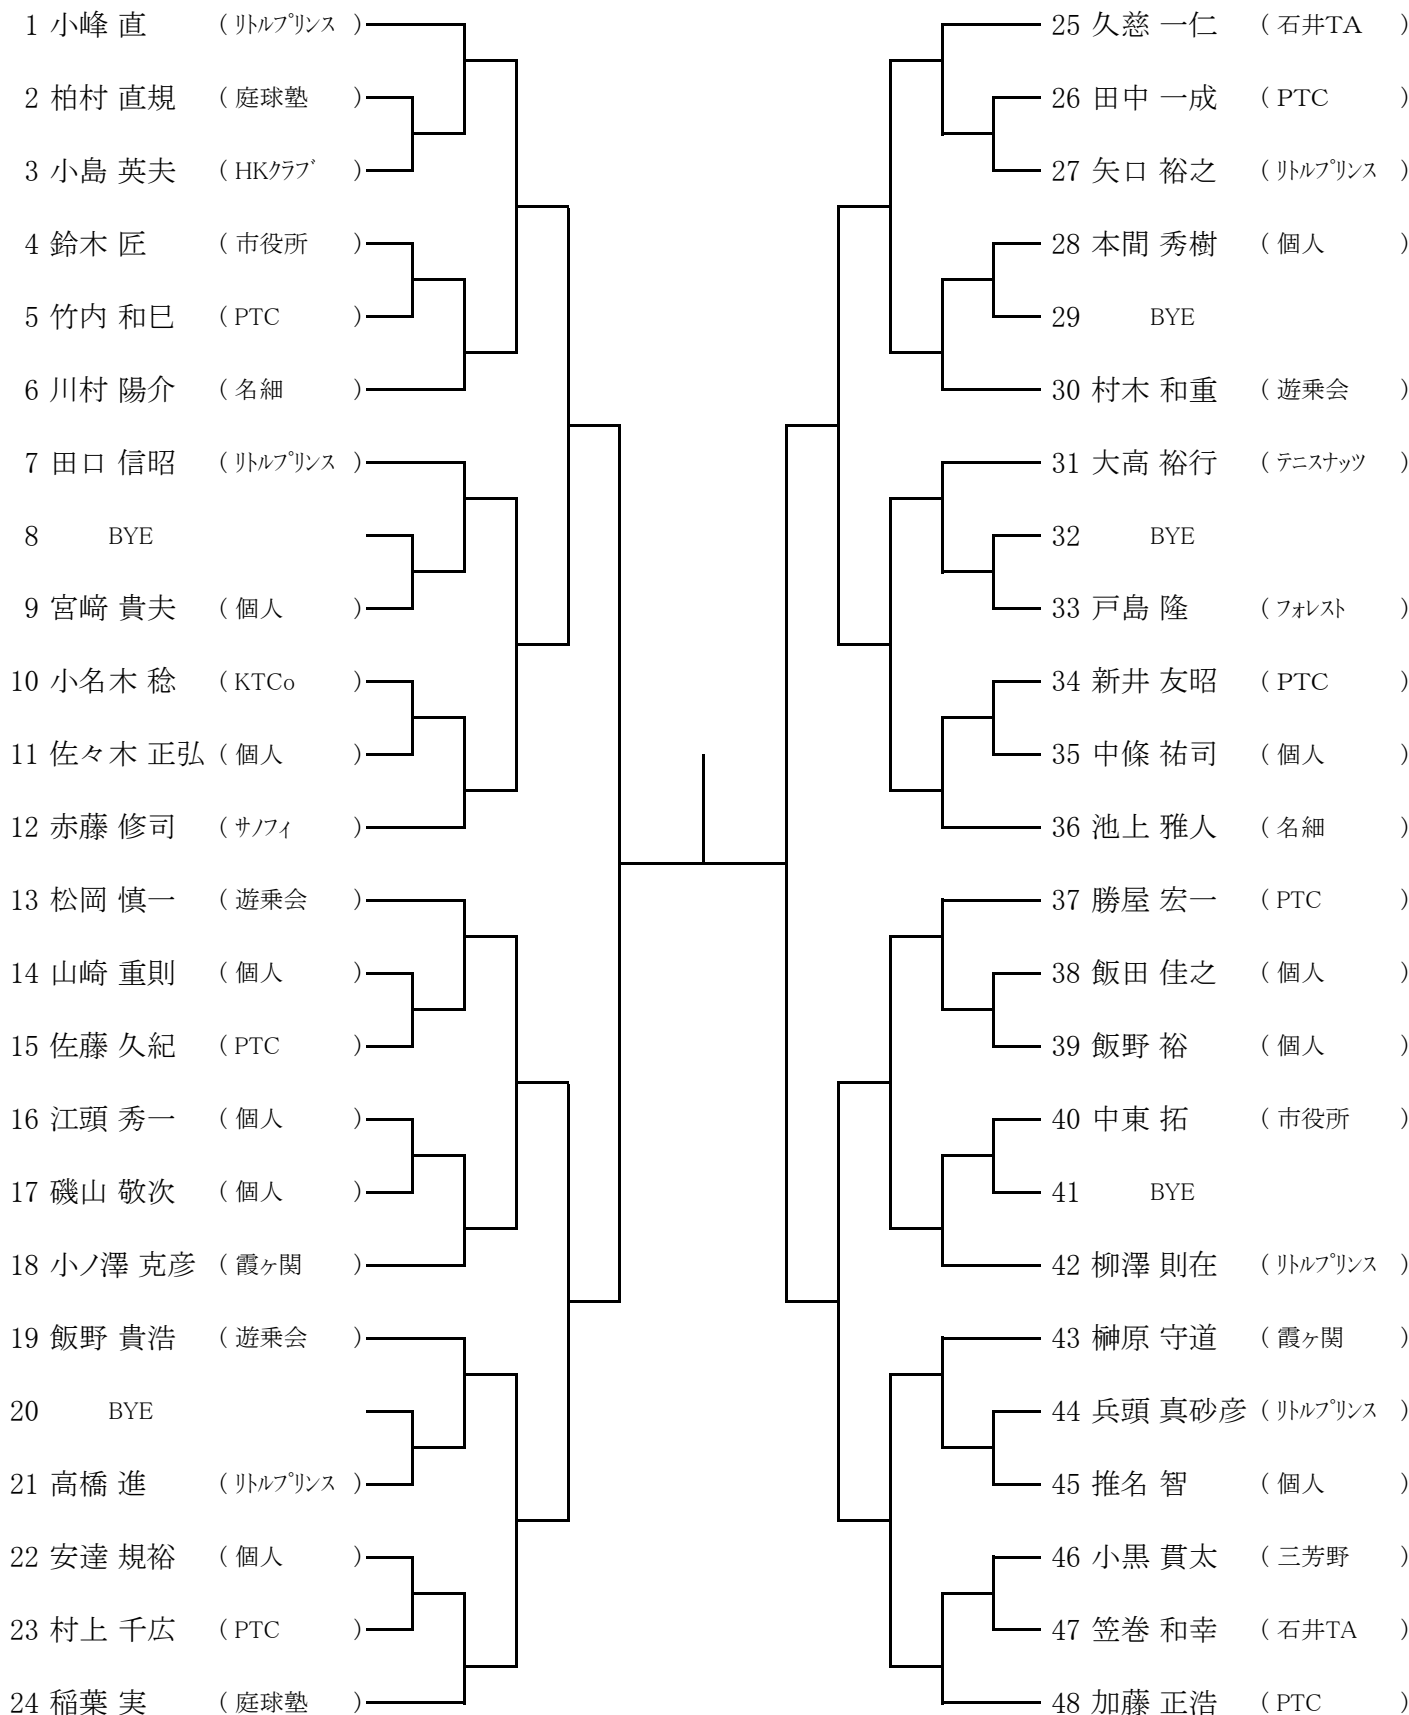 1 小峰 直 ( ﾘﾄﾙﾌﾟﾘﾝｽ )
2 柏村 直規 ( 庭球塾 )
3 小島 英夫 ( HKｸﾗﾌﾞ )
4 鈴木 匠 ( 市役所 )
5 竹内 和巳 ( PTC )
6 川村 陽介 ( 名細 )
7 田口 信昭 ( ﾘﾄﾙﾌﾟﾘﾝｽ )
8 BYE
9 宮﨑 貴夫 ( 個人 )
10 小名木 稔 ( KTCo )
11 佐々木 正弘 ( 個人 )
12 赤藤 修司 ( ｻﾉﾌｨ )
13 松岡 慎一 ( 遊乗会 )
14 山崎 重則 ( 個人 )
15 佐藤 久紀 ( PTC )
16 江頭 秀一 ( 個人 )
17 磯山 敬次 ( 個人 )
18 小ノ澤 克彦 ( 霞ヶ関 )
19 飯野 貴浩 ( 遊乗会 )
20 BYE
21 高橋 進 ( ﾘﾄﾙﾌﾟﾘﾝｽ )
22 安達 規裕 ( 個人 )
23 村上 千広 ( PTC )
24 稲葉 実 ( 庭球塾 )
25 久慈 一仁 ( 石井TA )
26 田中 一成 ( PTC )
27 矢口 裕之 ( ﾘﾄﾙﾌﾟﾘﾝｽ )
28 本間 秀樹 ( 個人 )
29 BYE
30 村木 和重 ( 遊乗会 )
31 大高 裕行 ( ﾃﾆｽﾅｯﾂ )
32 BYE
33 戸島 隆 ( ﾌｫﾚｽﾄ )
34 新井 友昭 ( PTC )
35 中條 祐司 ( 個人 )
36 池上 雅人 ( 名細 )
37 勝屋 宏一 ( PTC )
38 飯田 佳之 ( 個人 )
39 飯野 裕 ( 個人 )
40 中東 拓 ( 市役所 )
41 BYE
42 柳澤 則在 ( ﾘﾄﾙﾌﾟﾘﾝｽ )
43 榊原 守道 ( 霞ヶ関 )
44 兵頭 真砂彦 ( ﾘﾄﾙﾌﾟﾘﾝｽ )
45 推名 智 ( 個人 )
46 小黒 貫太 ( 三芳野 )
47 笠巻 和幸 ( 石井TA )
48 加藤 正浩 ( PTC )